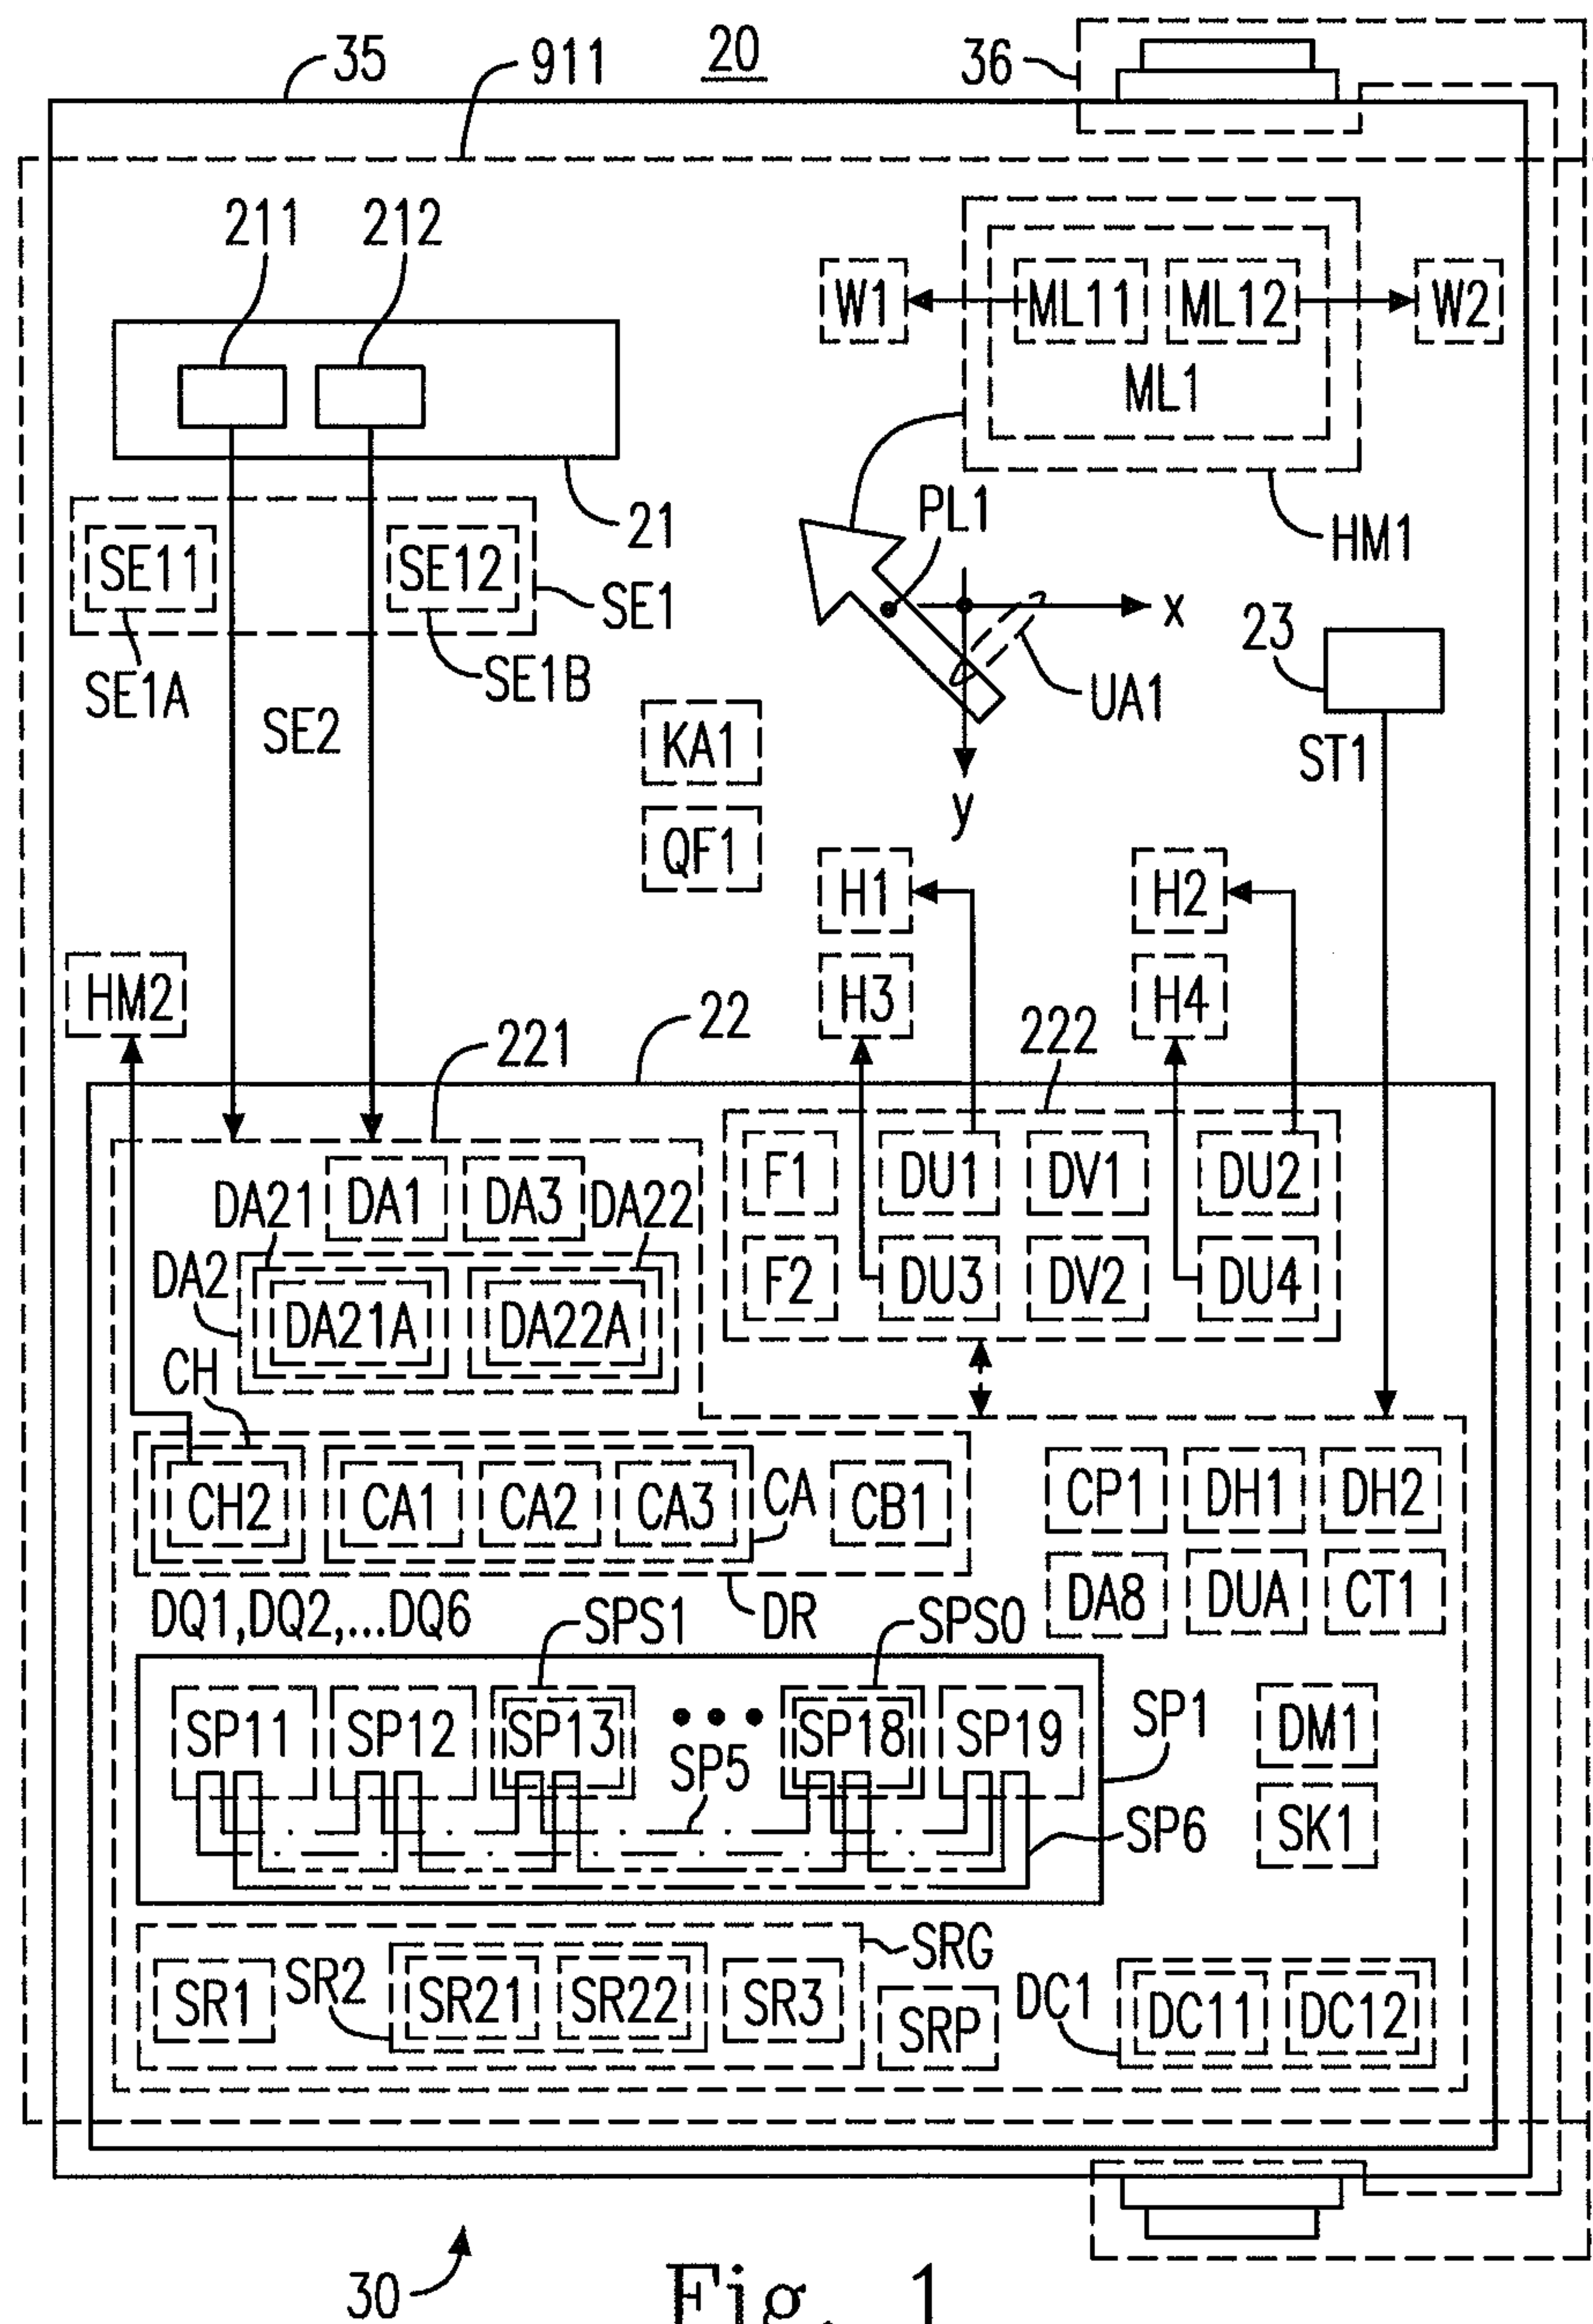 35
911
20
36
211
212
W1
ML11
ML12
W2
ML1
21
PL1
HM1
SE11
SE12
SE1
x
23
SE1A
SE1B
UA1
SE2
KA1
ST1
y
QF1
H1
H2
HM2
H3
H4
22
221
222
F1
DU1
DV1
DU2
DA21
DA1
DA3
DA22
DA2
F2
DU3
DV2
DU4
DA21A
DA22A
CH
CH2
CA1
CA2
CA3
CA
CB1
CP1
DH1
DH2
DA8
DUA
CT1
DQ1,DQ2,...DQ6
SPS1
DR
SPS0
SP11
SP12
SP13
•••
SP18
SP19
SP1
DM1
SP5
SP6
SK1
SRG
SR1
SR2
SR21
SR22
SR3
SRP
DC1
DC11
DC12
30
Fig. 1